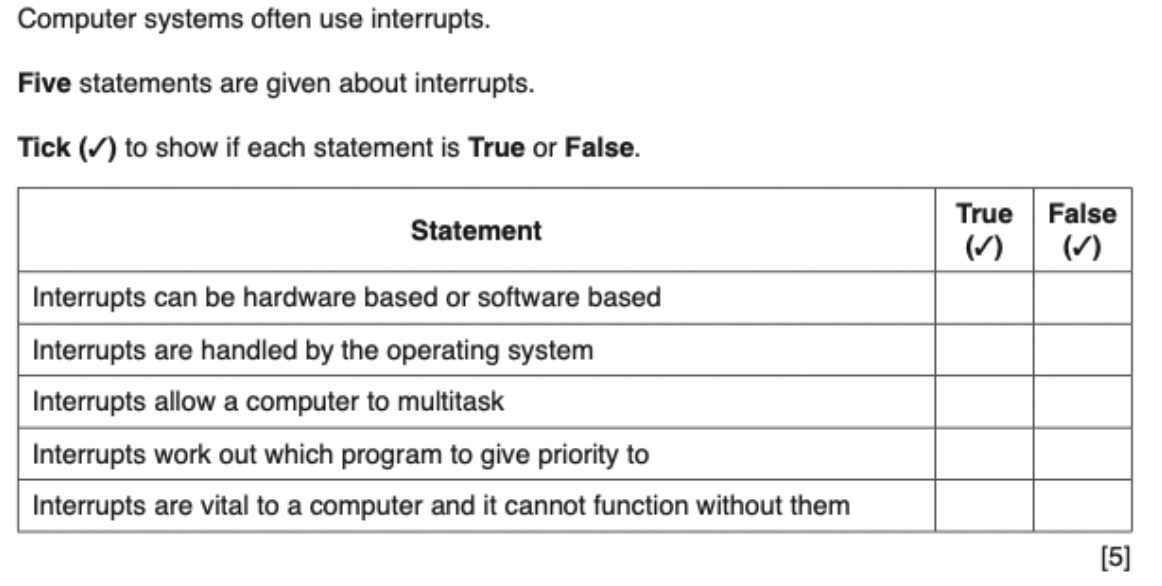 Computer systems often use interrupts.
Five statements are given about interrupts.
Tick (✓) to show if each statement is True or False.
Statement
True
(✓)
False
(✓)
Interrupts can be hardware based or software based
Interrupts are handled by the operating system
Interrupts allow a computer to multitask
Interrupts work out which program to give priority to
Interrupts are vital to a computer and it cannot function without them
[5]